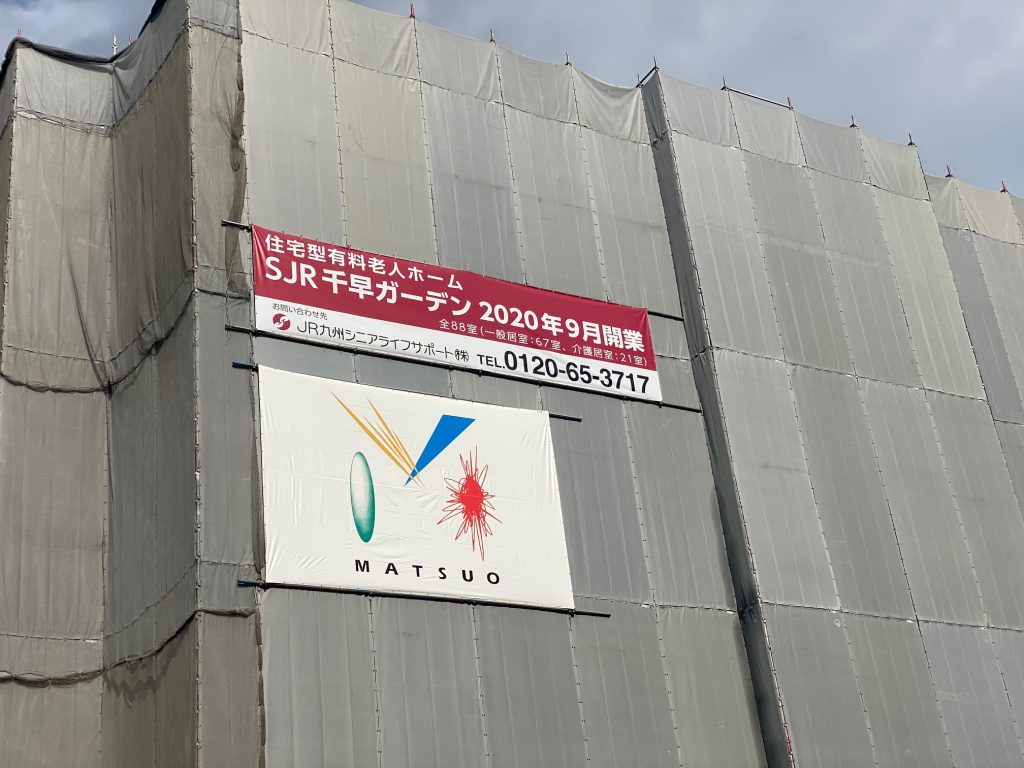 住宅型有料老人ホーム
SJR千早ガーデン 2020年9月開業
全88室(一般居室:67室、介護居室:21室)
お問い合わせ先
JR九州シニアライフサポート(株) TEL.0120-65-3717
MATSUO